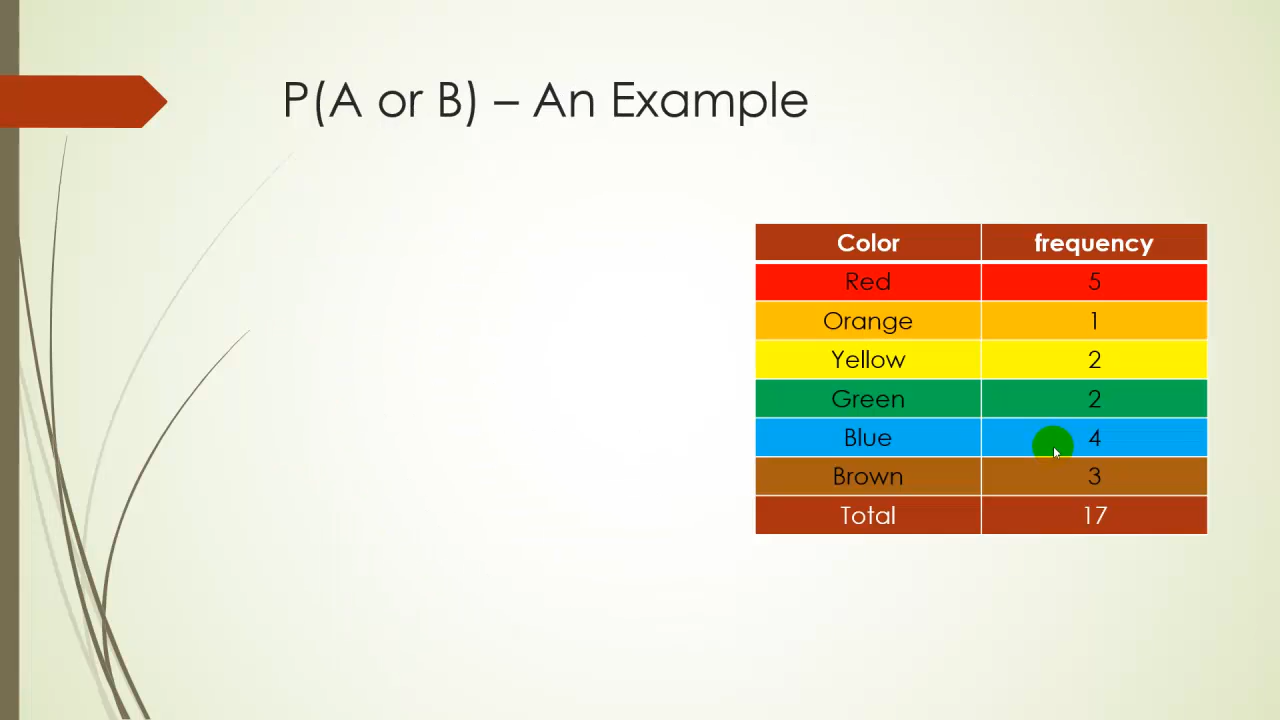 P(A or B) – An Example
Color frequency
Red 5
Orange 1
Yellow 2
Green 2
Blue 4
Brown 3
Total 17